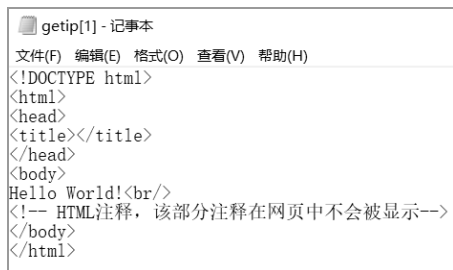 getip[1] - 记事本
文件(F) 编辑(E) 格式(O) 查看(V) 帮助(H)
<!DOCTYPE html>
<html>
<head>
<title></title>
</head>
<body>
Hello World!<br/>
<!-- HTML注释，该部分注释在网页中不会被显示-->
</body>
</html>